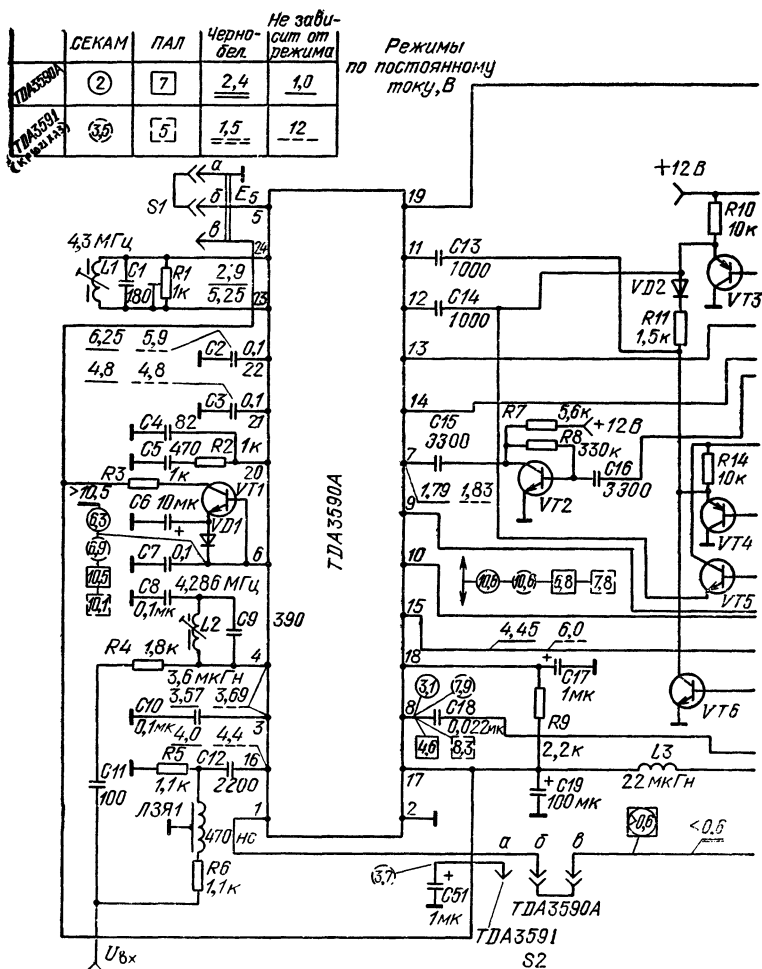 СЕКАМ ПАЛ Черно-бел. Не зависит от режима
TDA3590A 2 7 2,4 1,0
TDA3591 3,5 5 1,5 12
Режимы
по постоянному
току, В
S1 а
б E 5
в 5
4,3 МГц
L1 C1 180 R1 1к
24
2,9
5,25
23
6,25 5,9 C2 0,1
22
4,8 4,8 C3 0,1
21
C4 82
C5 470 R2 1к
20
R3 1к VT1
>10,5
C6 10 мк +
VD1
6,3
6,9
10,5
10,1
C7 0,1 6
C8 0,1мк
4,286 МГц
L2 C9 390
R4 1,8к 4
3,6 мкГн
3,57 3,69
C10 0,1мк 3
4,0 4,4
R5 1,1к C12 2200 16
C11 100
ЛЗЯ1 470 нс
1
R6 1,1к
Uвх
TDA3590A
19
11 C13 1000
12 C14 1000
13
14
C15 3300
7
1,79 1,83
9
10
15
18
8
17
2
+12 В
R10 10к
VD2 VT3
R11 1,5к
R7 5,6к +12В
R8 330к
VT2 C16 3300
R14 10к
VT4
VT5
10,6 10,6 6,8 7,8
4,45 6,0
+ C17 1мк
3,1 7,9
C18 0,022мк
4,6 8,3
R9 2,2к
VT6
L3 22 мкГн
+ C19 100 мк
а б в
>0,6 <0.6
3,7 + C51 1мк
TDA3590A
TDA3591
S2